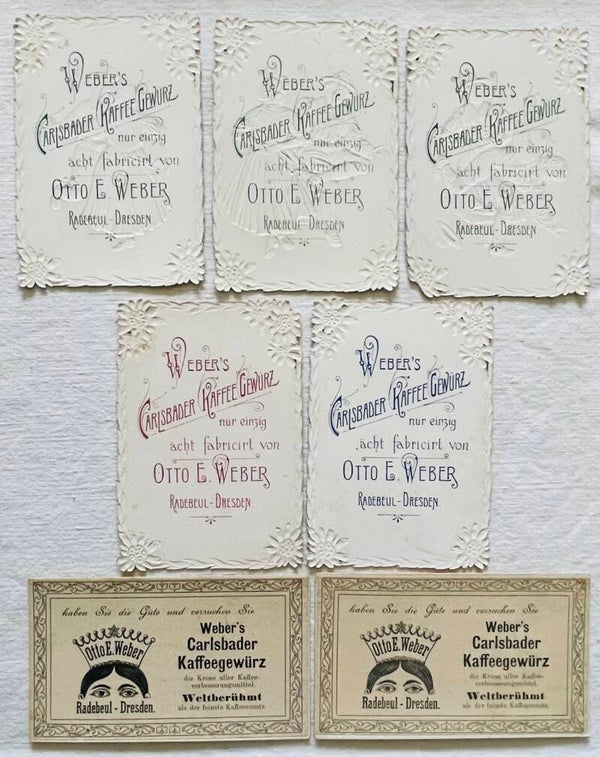 WEBER'S
CARLSBADER KAFFEE GEWÜRZ
nur einzig
ächt fabricirt von
OTTO E. WEBER
RADEBEUL-DRESDEN
WEBER'S
CARLSBADER KAFFEE GEWÜRZ
nur einzig
ächt fabricirt von
OTTO E. WEBER
RADEBEUL-DRESDEN
WEBER'S
CARLSBADER KAFFEE GEWÜRZ
nur einzig
ächt fabricirt von
OTTO E. WEBER
RADEBEUL-DRESDEN
WEBER'S
CARLSBADER KAFFEE GEWÜRZ
nur einzig
ächt fabricirt von
OTTO E. WEBER
RADEBEUL-DRESDEN
WEBER'S
CARLSBADER KAFFEE GEWÜRZ
nur einzig
ächt fabricirt von
OTTO E. WEBER
RADEBEUL-DRESDEN.
haben Sie die Güte und versuchen Sie
Otto E. Weber
Radebeul-Dresden.
Weber's
Carlsbader
Kaffeegewürz
die Krone aller Kaffee-
verbesserungsmittel.
Weltberühmt
als der feinste Kaffeezusatz
haben Sie die Güte und versuchen Sie
Otto E. Weber
Radebeul-Dresden.
Weber's
Carlsbader
Kaffeegewürz
die Krone aller Kaffee-
verbesserungsmittel.
Weltberühmt
als der feinste Kaffeezusatz.